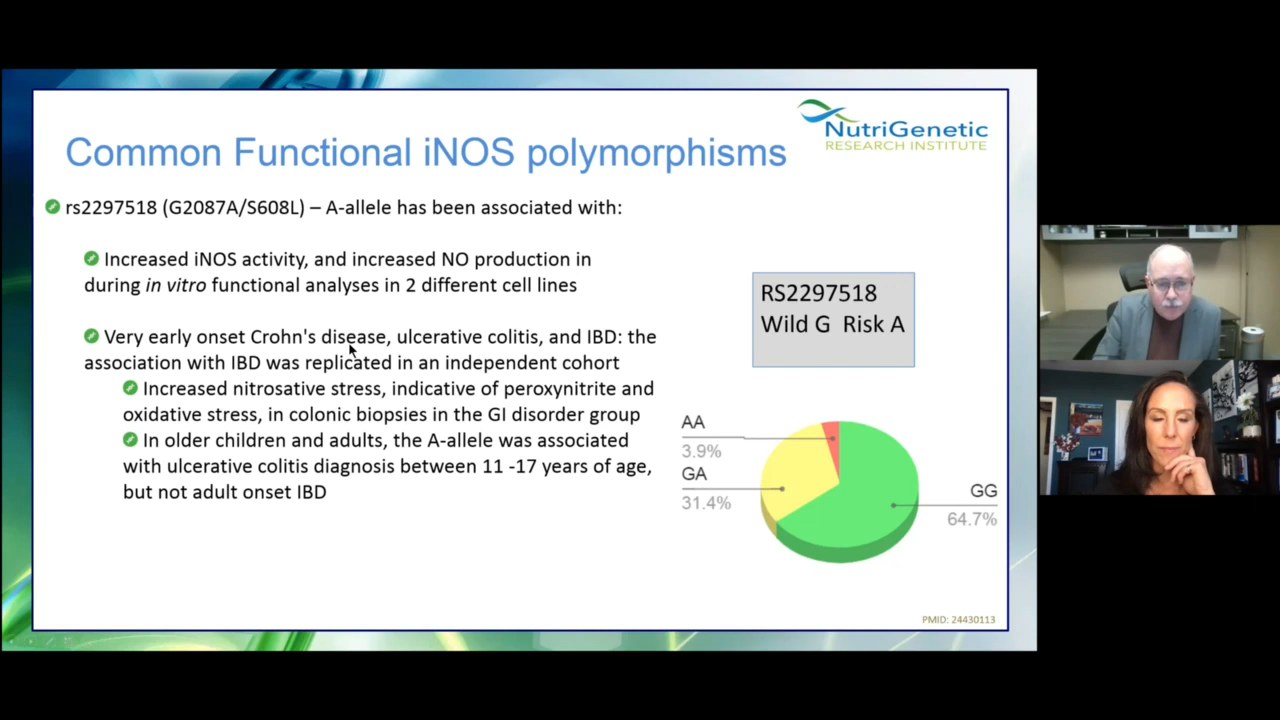 NutriGenetic
RESEARCH INSTITUTE
Common Functional iNOS polymorphisms
rs2297518 (G2087A/S608L) – A-allele has been associated with:
Increased iNOS activity, and increased NO production in
during in vitro functional analyses in 2 different cell lines
Very early onset Crohn's disease, ulcerative colitis, and IBD: the
association with IBD was replicated in an independent cohort
Increased nitrosative stress, indicative of peroxynitrite and
oxidative stress, in colonic biopsies in the GI disorder group
In older children and adults, the A-allele was associated
with ulcerative colitis diagnosis between 11 -17 years of age,
but not adult onset IBD
RS2297518
Wild G Risk A
AA
3.9%
GA
31.4%
GG
64.7%
PMID: 24430113